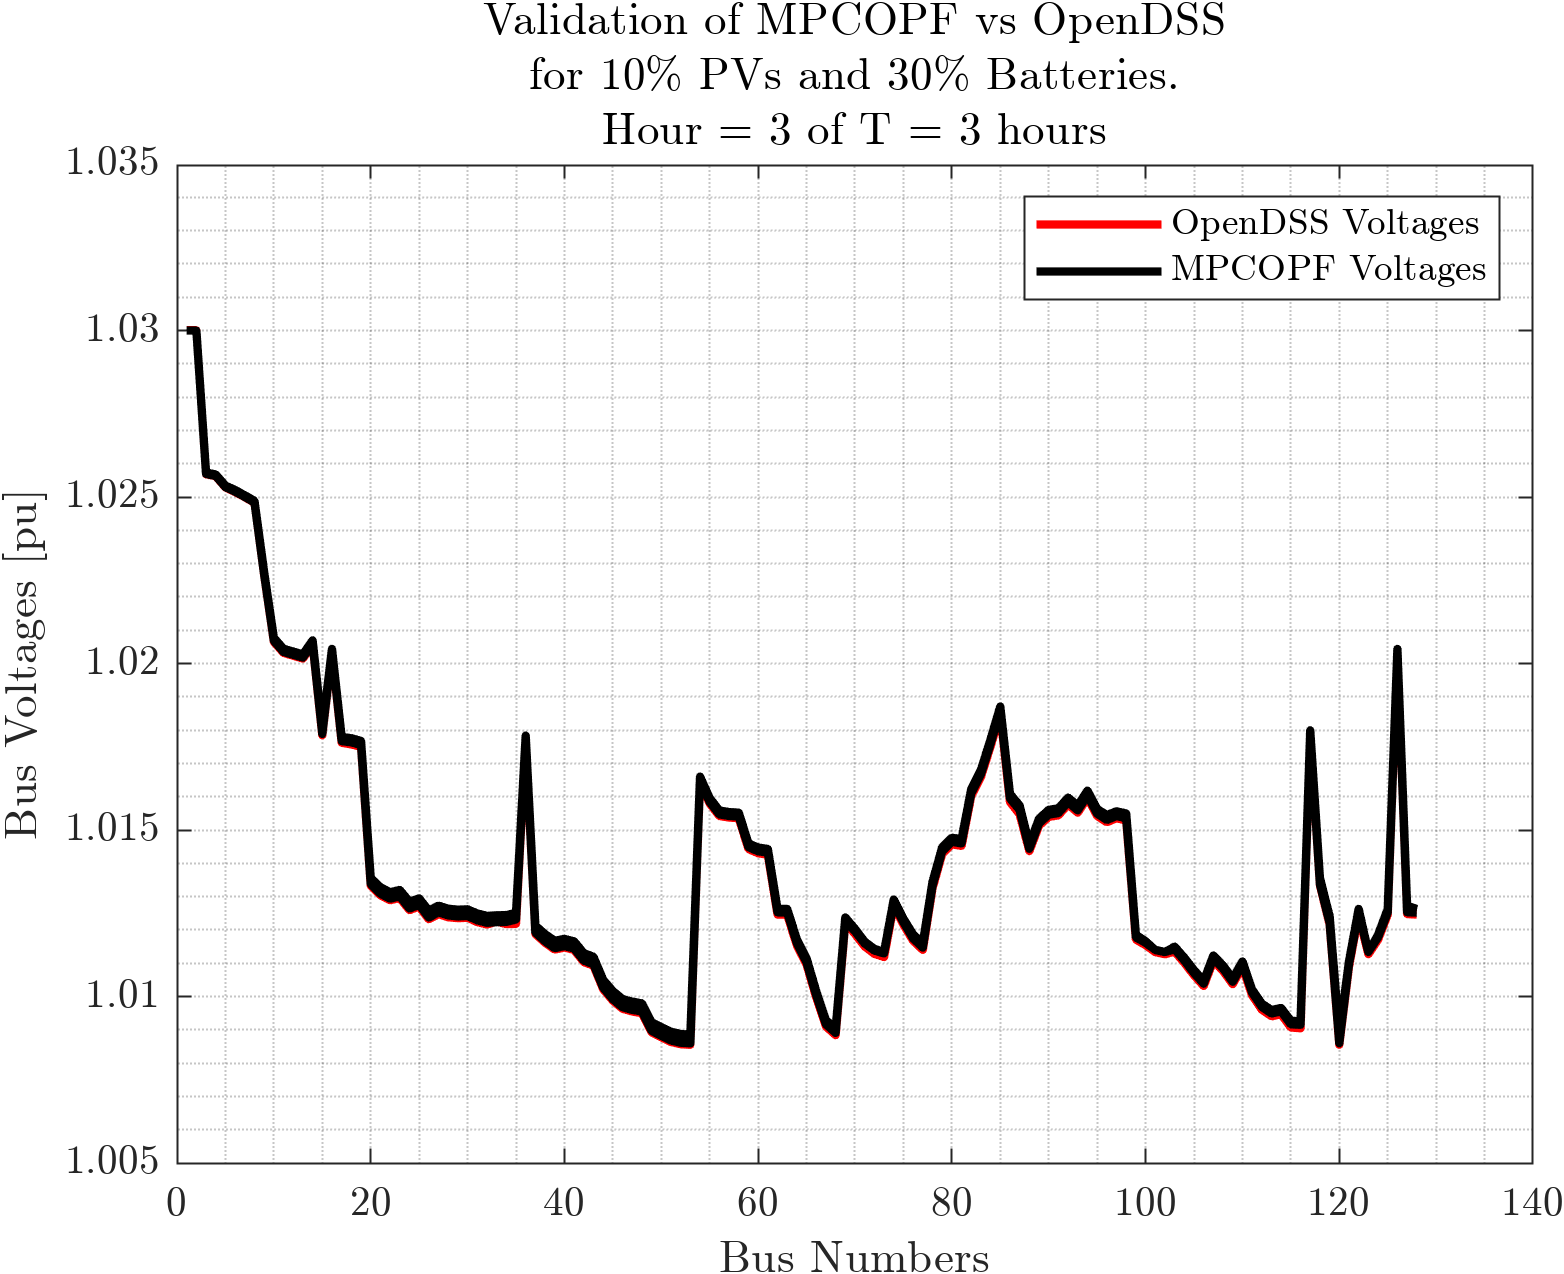 Validation of MPCOPF vs OpenDSS
for 10% PVs and 30% Batteries.
Hour = 3 of T = 3 hours
OpenDSS Voltages
MPCOPF Voltages
Bus Voltages [pu]
1.035
1.03
1.025
1.02
1.015
1.01
1.005
0 20 40 60 80 100 120 140
Bus Numbers